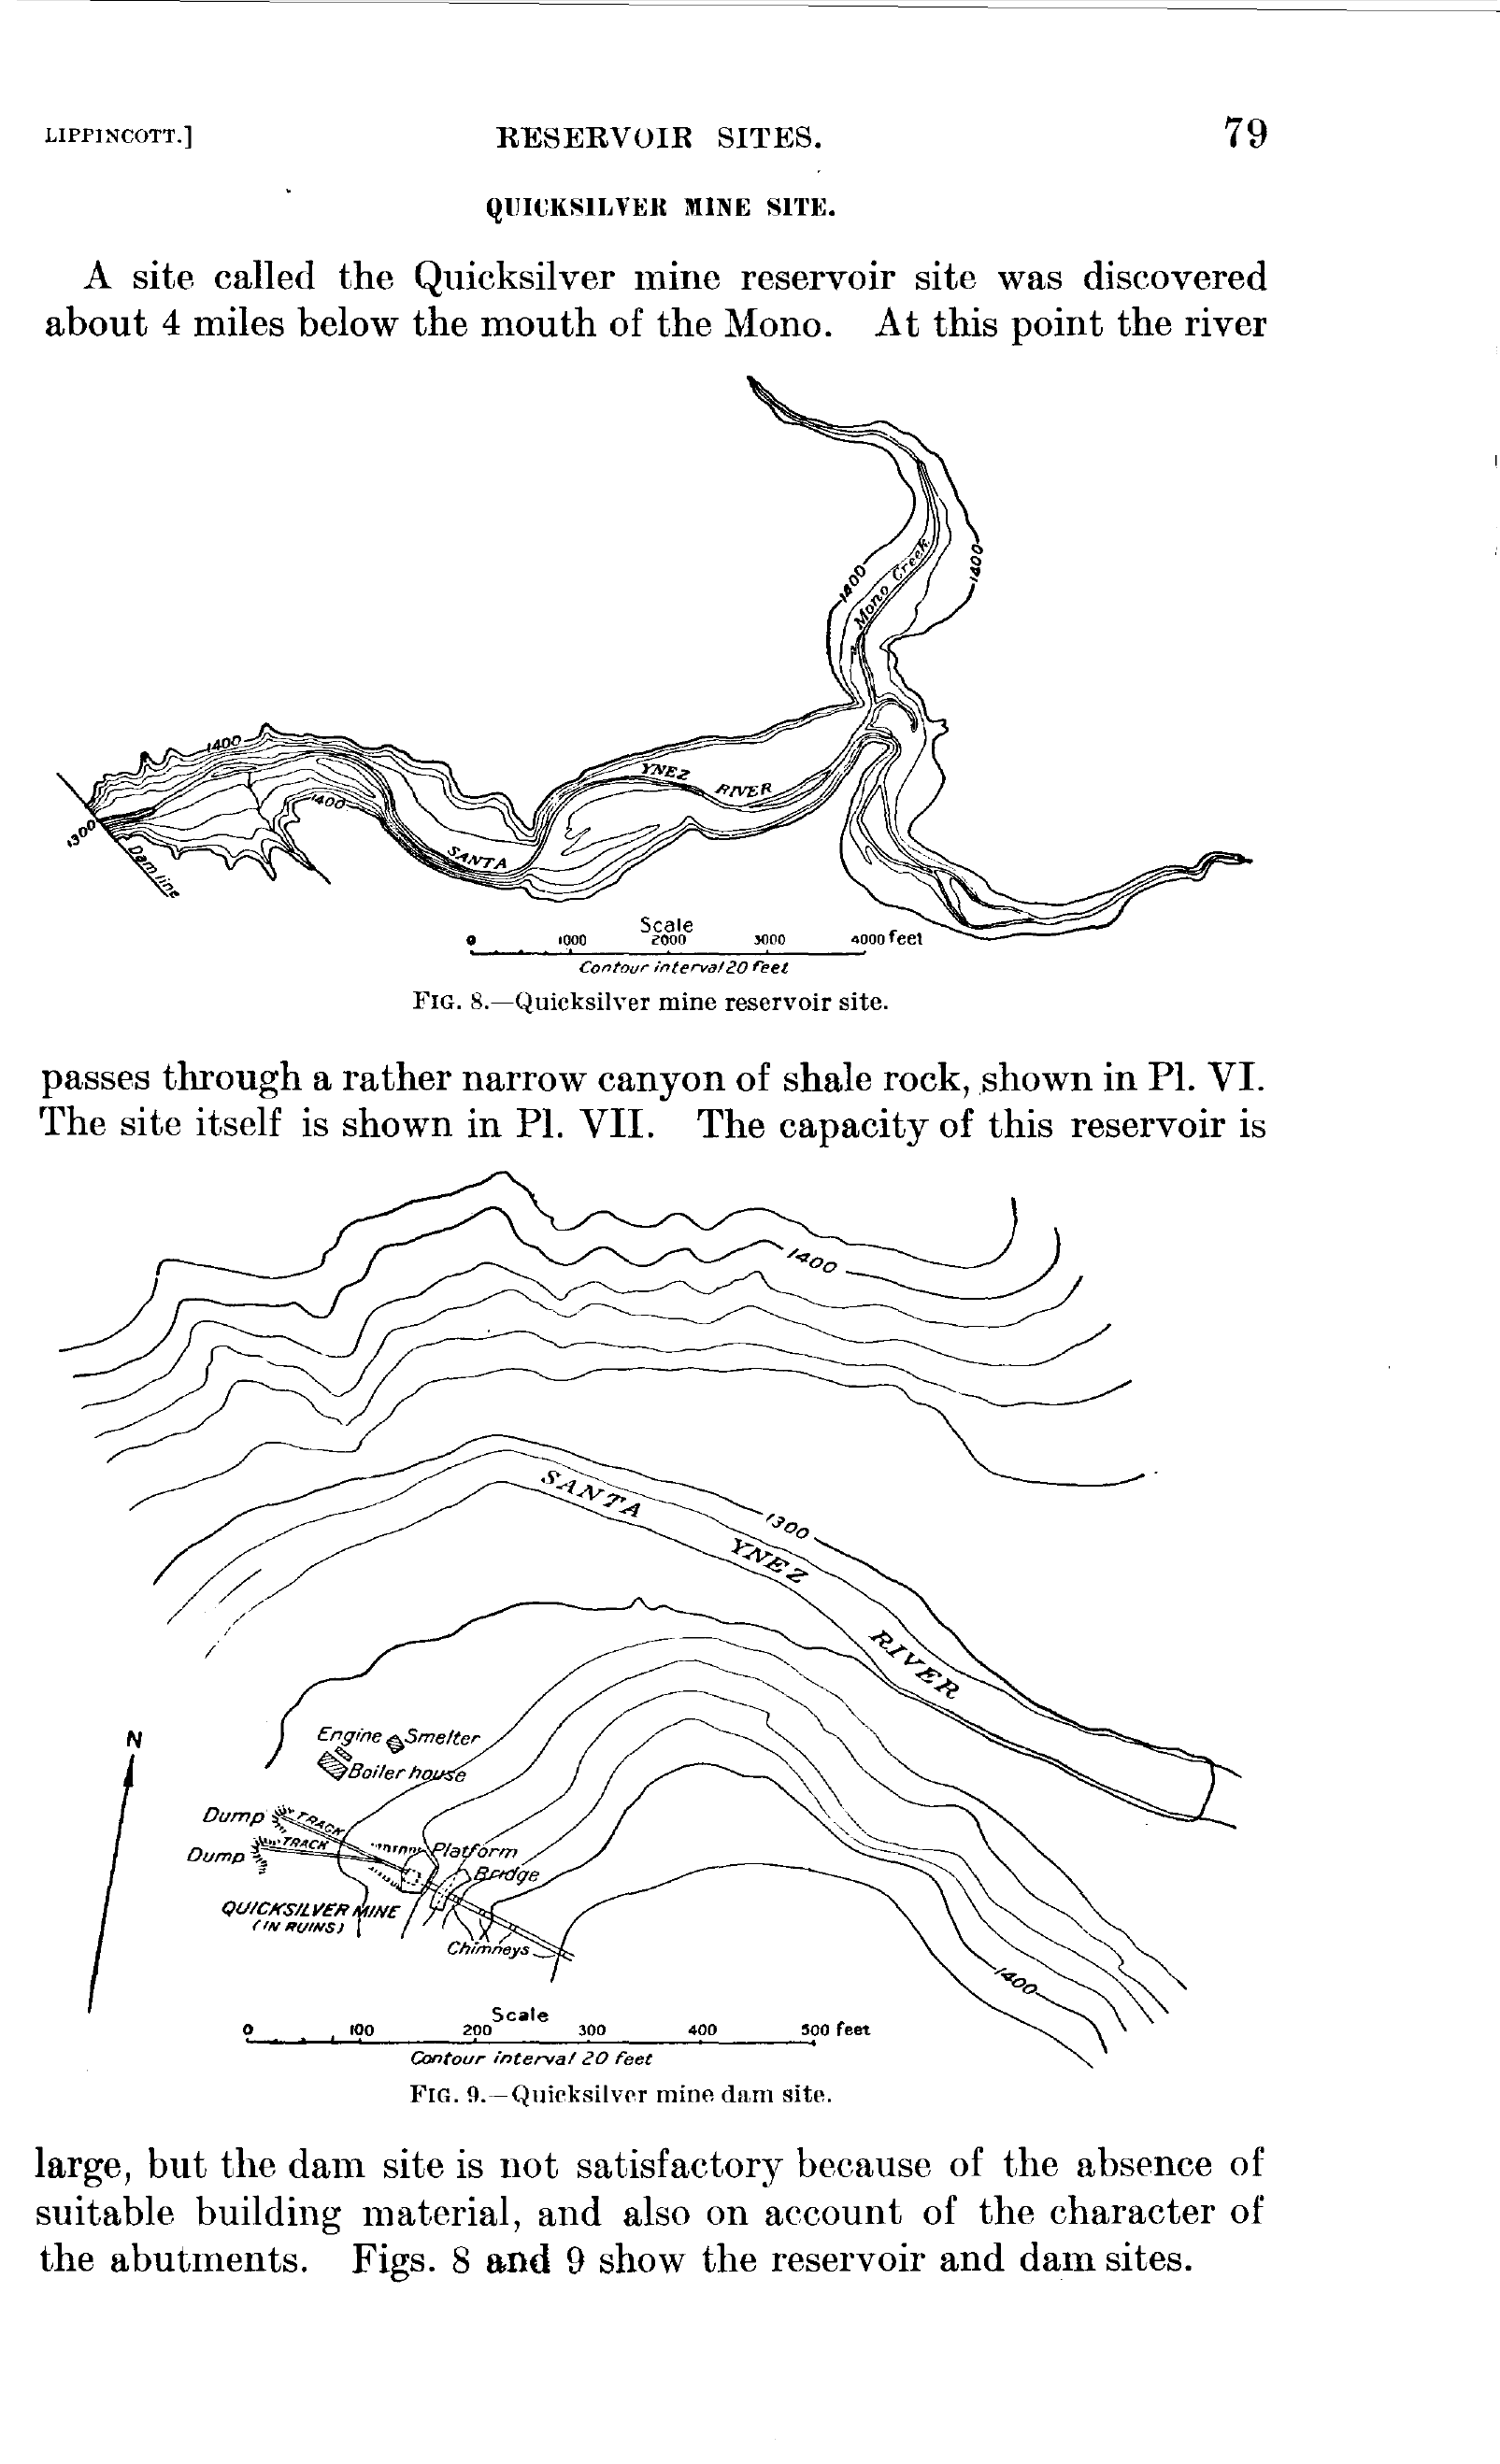 LIPPINCOTT.] RESERVOIR SITES. 79
QUICKSILVER MINE SITE.
A site called the Quicksilver mine reservoir site was discovered
about 4 miles below the mouth of the Mono. At this point the river
1400
Mono Creek
1400
1400
YNEZ RIVER
1400
SANTA
1300
Dam line
Scale
0 1000 2000 3000 4000 feet
Contour interval 20 feet
FIG. 8.—Quicksilver mine reservoir site.
passes through a rather narrow canyon of shale rock, shown in Pl. VI.
The site itself is shown in Pl. VII. The capacity of this reservoir is
1400
SANTA YNEZ RIVER
1300
N
Engine Smelter
Boiler house
Dump TRACK
Dump TRACK
Platform
Bridge
QUICKSILVER MINE
(IN RUINS)
Chimneys
1400
Scale
0 100 200 300 400 500 feet
Contour interval 20 feet
FIG. 9.—Quicksilver mine dam site.
large, but the dam site is not satisfactory because of the absence of
suitable building material, and also on account of the character of
the abutments. Figs. 8 and 9 show the reservoir and dam sites.